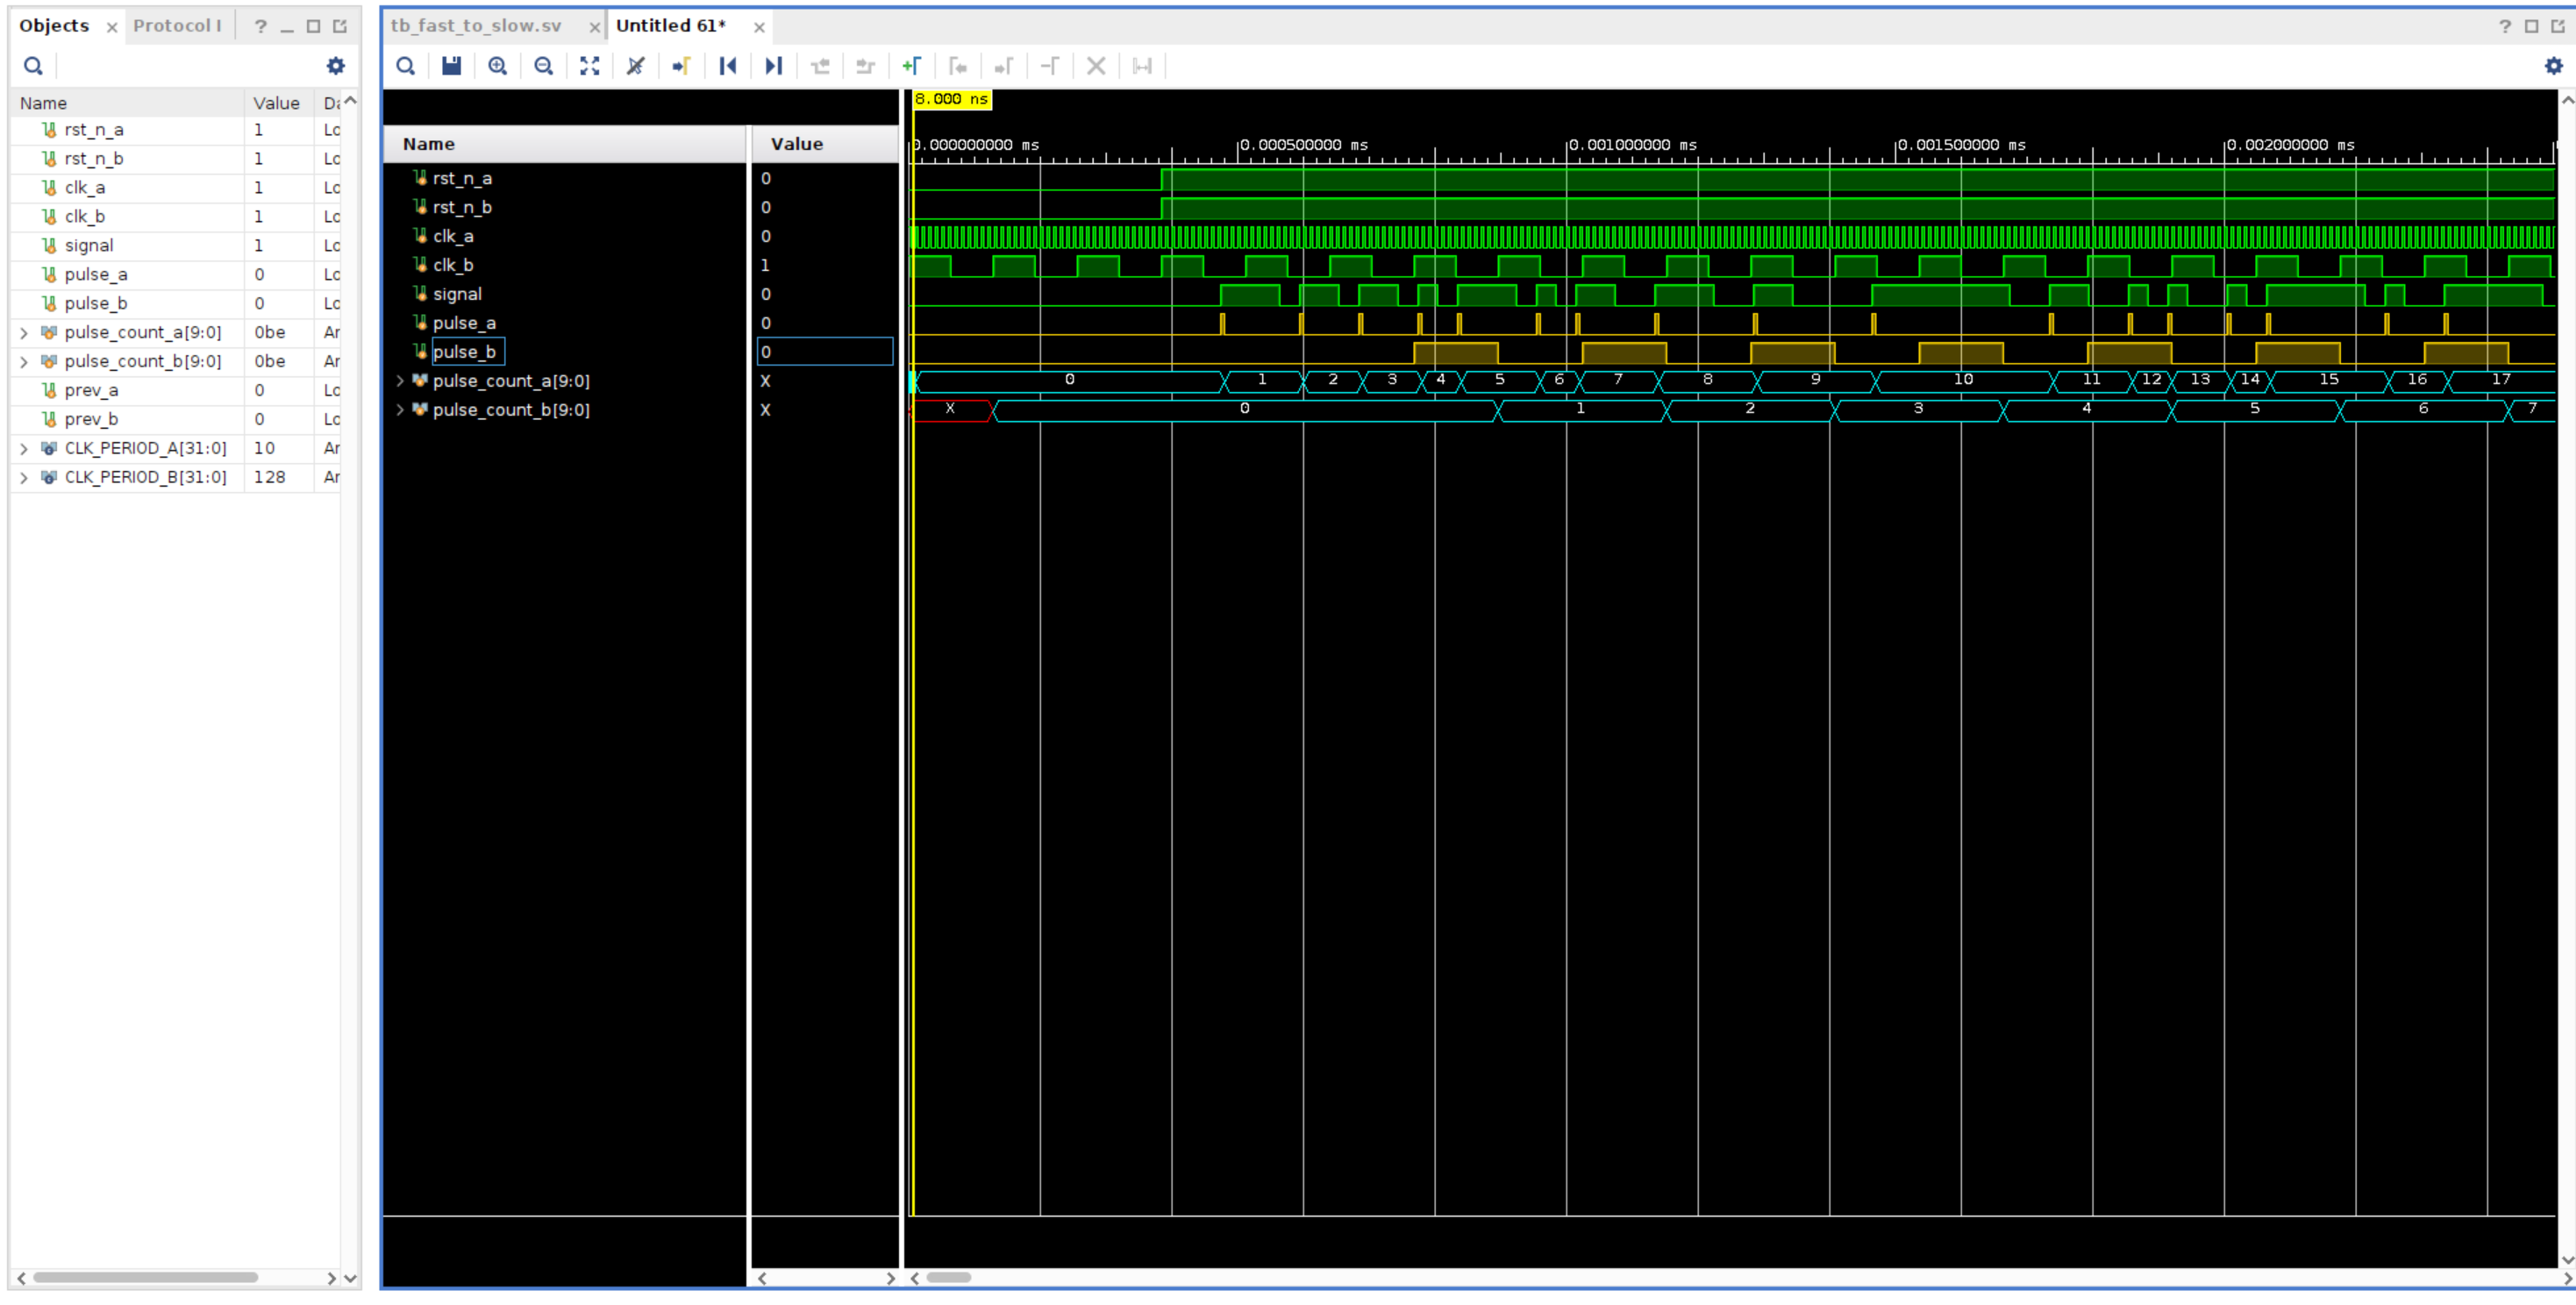 Objects × Protocol I ?
Name Value Da
rst_n_a 1 Lo
rst_n_b 1 Lo
clk_a 1 Lo
clk_b 1 Lo
signal 1 Lo
pulse_a 0 Lo
pulse_b 0 Lo
pulse_count_a[9:0] 0be Ar
pulse_count_b[9:0] 0be Ar
prev_a 0 Lo
prev_b 0 Lo
CLK_PERIOD_A[31:0] 10 Ar
CLK_PERIOD_B[31:0] 128 Ar
tb_fast_to_slow.sv × Untitled 61* × ?
8.000 ns
Name Value
0.000000000 ms 0.000500000 ms 0.001000000 ms 0.001500000 ms 0.002000000 ms
rst_n_a 0
rst_n_b 0
clk_a 0
clk_b 1
signal 0
pulse_a 0
pulse_b 0
pulse_count_a[9:0] X 0 1 2 3 4 5 6 7 8 9 10 11 12 13 14 15 16 17
pulse_count_b[9:0] X X 0 1 2 3 4 5 6 7